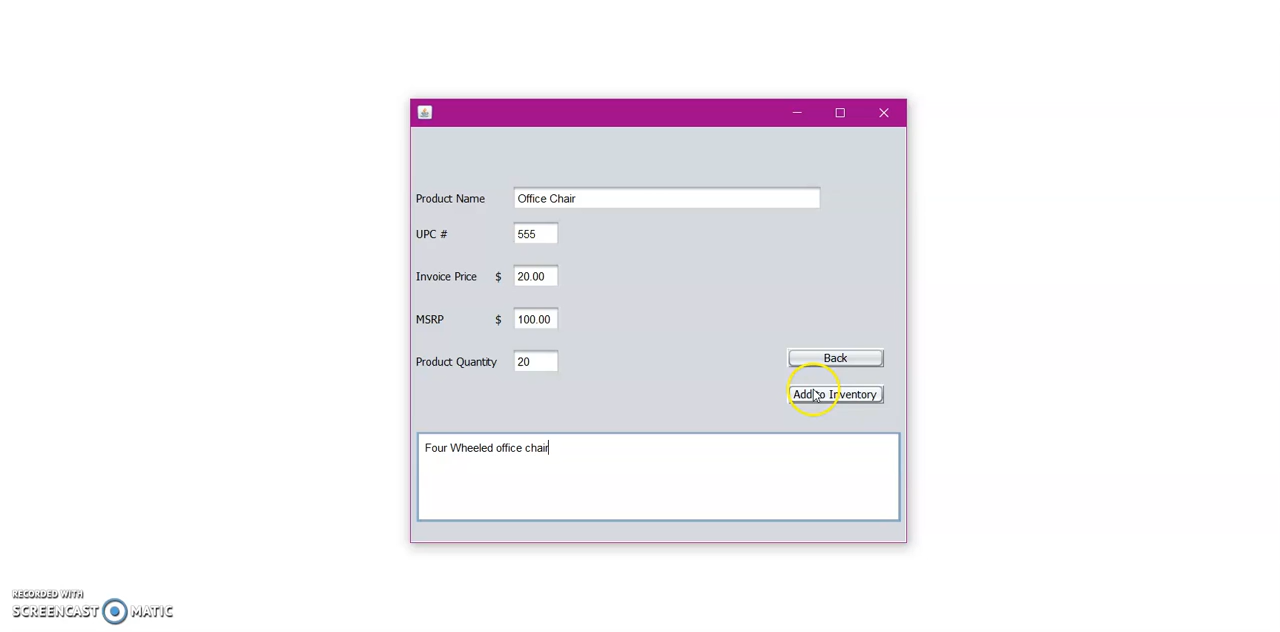 Product Name Office Chair
UPC # 555
Invoice Price $ 20.00
MSRP $ 100.00
Product Quantity 20
Back
Add to Inventory
Four Wheeled office chair
RECORDED WITH
SCREENCAST MATIC